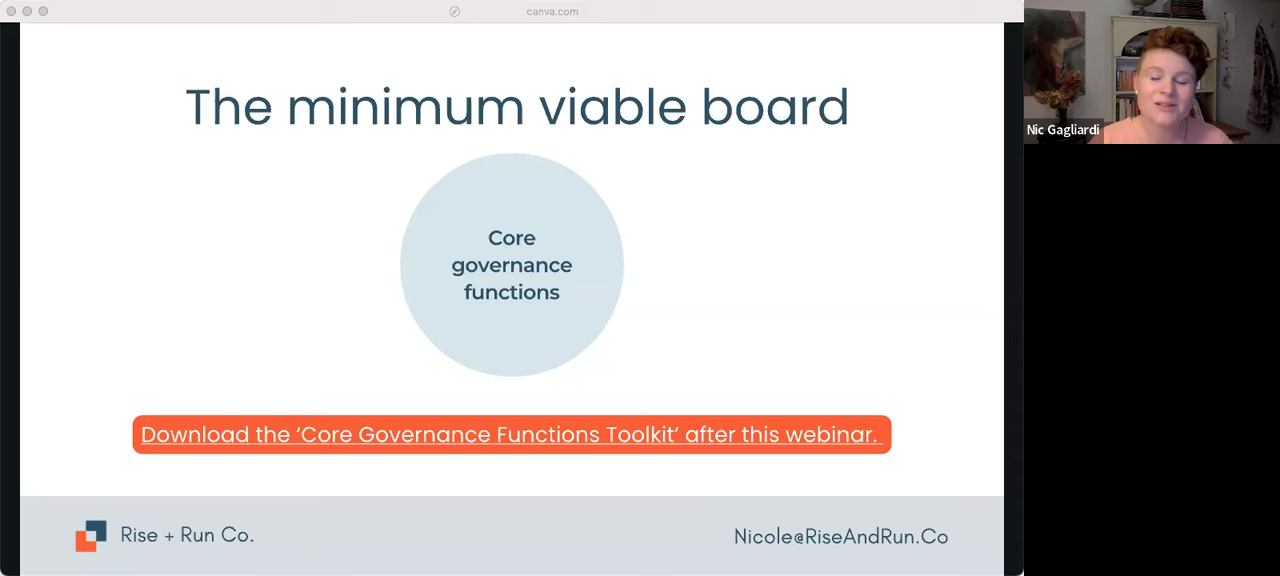 canva.com
The minimum viable board
Core
governance
functions
Download the ‘Core Governance Functions Toolkit’ after this webinar.
Rise + Run Co.
Nicole@RiseAndRun.Co
Nic Gagliardi